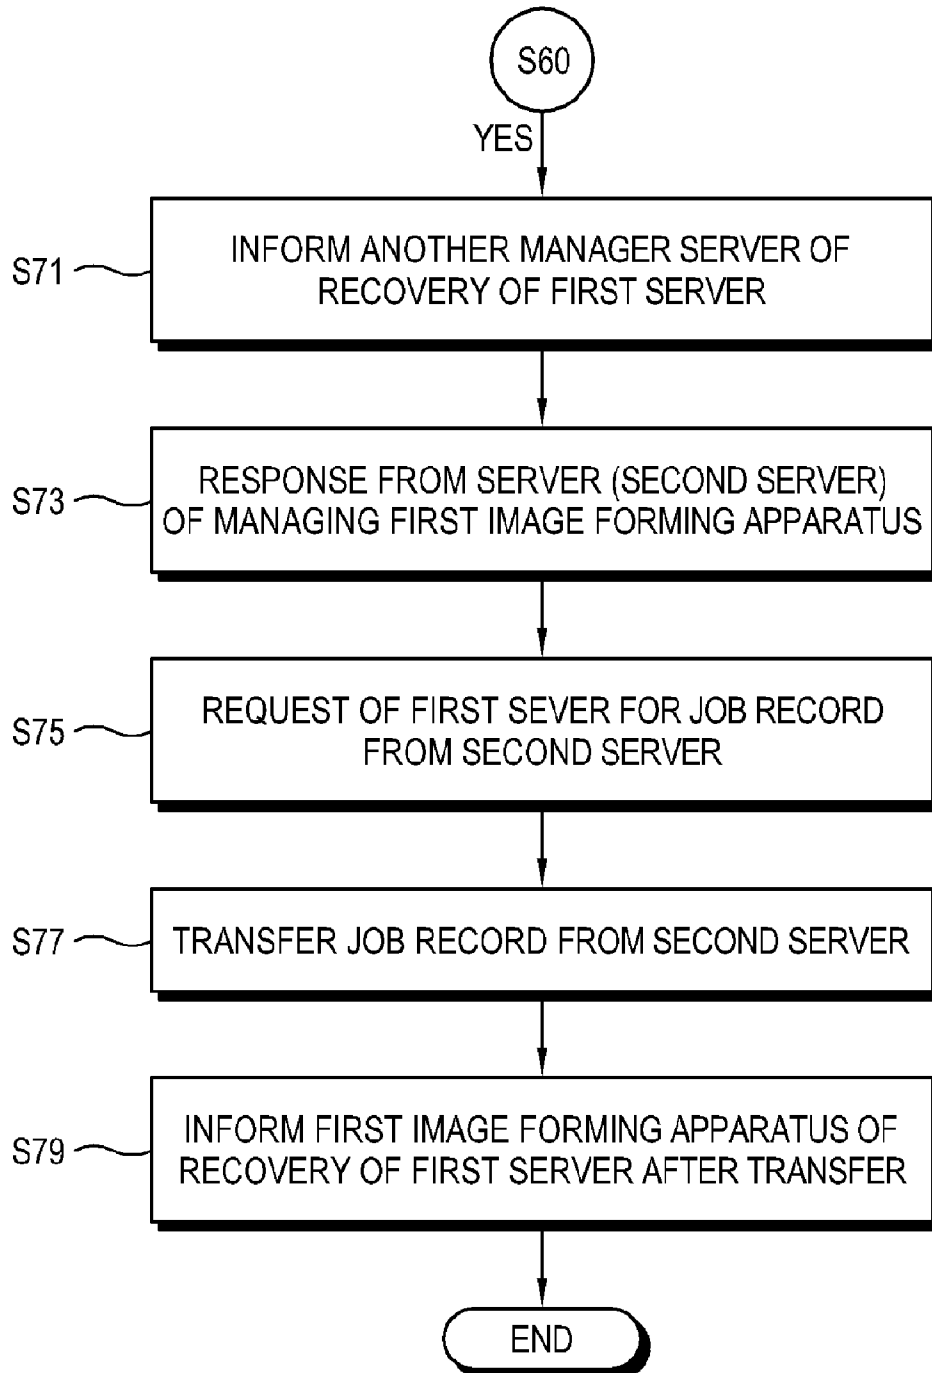 S60
YES
S71
INFORM ANOTHER MANAGER SERVER OF
RECOVERY OF FIRST SERVER
S73
RESPONSE FROM SERVER (SECOND SERVER)
OF MANAGING FIRST IMAGE FORMING APPARATUS
S75
REQUEST OF FIRST SEVER FOR JOB RECORD
FROM SECOND SERVER
S77
TRANSFER JOB RECORD FROM SECOND SERVER
S79
INFORM FIRST IMAGE FORMING APPARATUS OF
RECOVERY OF FIRST SERVER AFTER TRANSFER
END